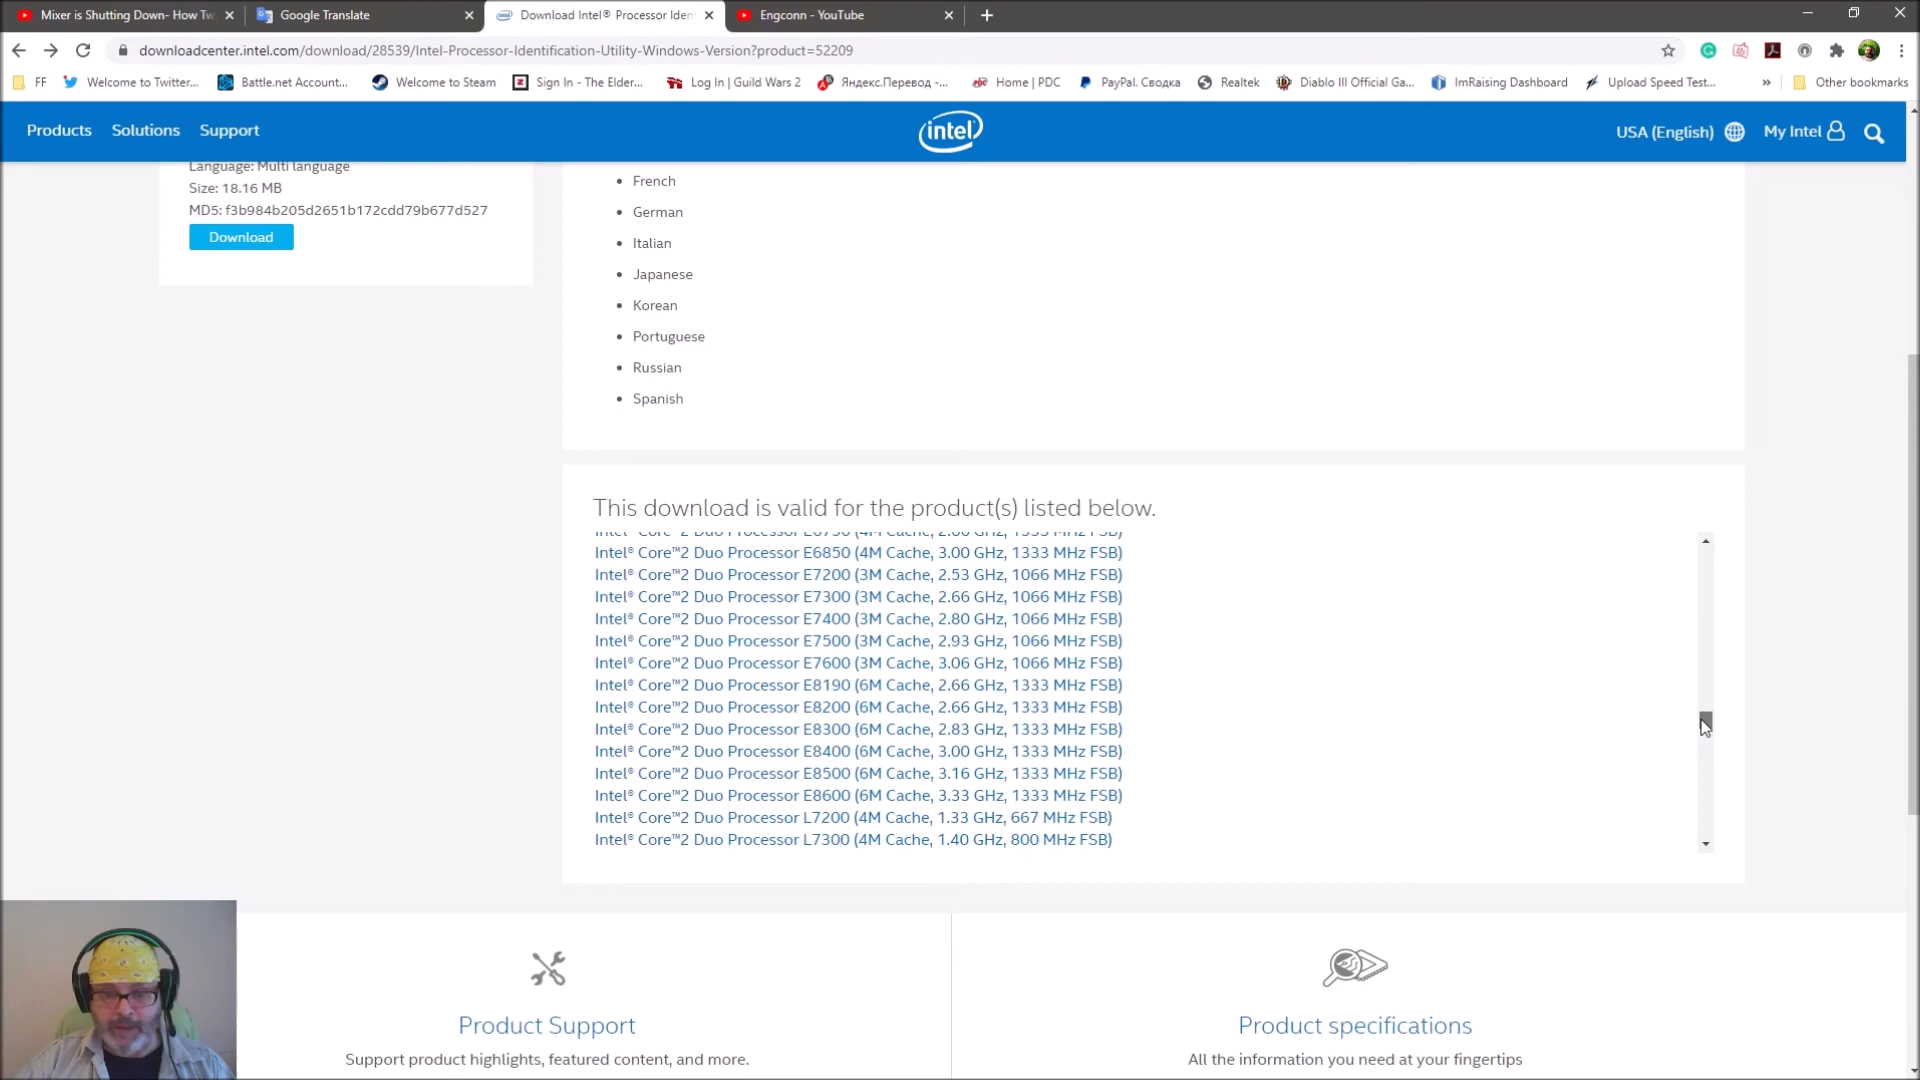 Mixer is Shutting Down- How Tw
Google Translate
Download Intel® Processor Iden
Engconn - YouTube
downloadcenter.intel.com/download/28539/Intel-Processor-Identification-Utility-Windows-Version?product=52209
FF
Welcome to Twitter...
Battle.net Account...
Welcome to Steam
Sign In - The Elder...
Log In | Guild Wars 2
Яндекс.Перевод -...
Home | PDC
PayPal. Сводка
Realtek
Diablo III Official Ga...
ImRaising Dashboard
Upload Speed Test...
»
Other bookmarks
Products
Solutions
Support
intel
USA (English)
My Intel
Language: Multi language
Size: 18.16 MB
MD5: f3b984b205d2651b172cdd79b677d527
Download
• French
• German
• Italian
• Japanese
• Korean
• Portuguese
• Russian
• Spanish
This download is valid for the product(s) listed below.
Intel® Core™2 Duo Processor E6750 (4M Cache, 2.66 GHz, 1333 MHz FSB)
Intel® Core™2 Duo Processor E6850 (4M Cache, 3.00 GHz, 1333 MHz FSB)
Intel® Core™2 Duo Processor E7200 (3M Cache, 2.53 GHz, 1066 MHz FSB)
Intel® Core™2 Duo Processor E7300 (3M Cache, 2.66 GHz, 1066 MHz FSB)
Intel® Core™2 Duo Processor E7400 (3M Cache, 2.80 GHz, 1066 MHz FSB)
Intel® Core™2 Duo Processor E7500 (3M Cache, 2.93 GHz, 1066 MHz FSB)
Intel® Core™2 Duo Processor E7600 (3M Cache, 3.06 GHz, 1066 MHz FSB)
Intel® Core™2 Duo Processor E8190 (6M Cache, 2.66 GHz, 1333 MHz FSB)
Intel® Core™2 Duo Processor E8200 (6M Cache, 2.66 GHz, 1333 MHz FSB)
Intel® Core™2 Duo Processor E8300 (6M Cache, 2.83 GHz, 1333 MHz FSB)
Intel® Core™2 Duo Processor E8400 (6M Cache, 3.00 GHz, 1333 MHz FSB)
Intel® Core™2 Duo Processor E8500 (6M Cache, 3.16 GHz, 1333 MHz FSB)
Intel® Core™2 Duo Processor E8600 (6M Cache, 3.33 GHz, 1333 MHz FSB)
Intel® Core™2 Duo Processor L7200 (4M Cache, 1.33 GHz, 667 MHz FSB)
Intel® Core™2 Duo Processor L7300 (4M Cache, 1.40 GHz, 800 MHz FSB)
Product Support
Support product highlights, featured content, and more.
Product specifications
All the information you need at your fingertips